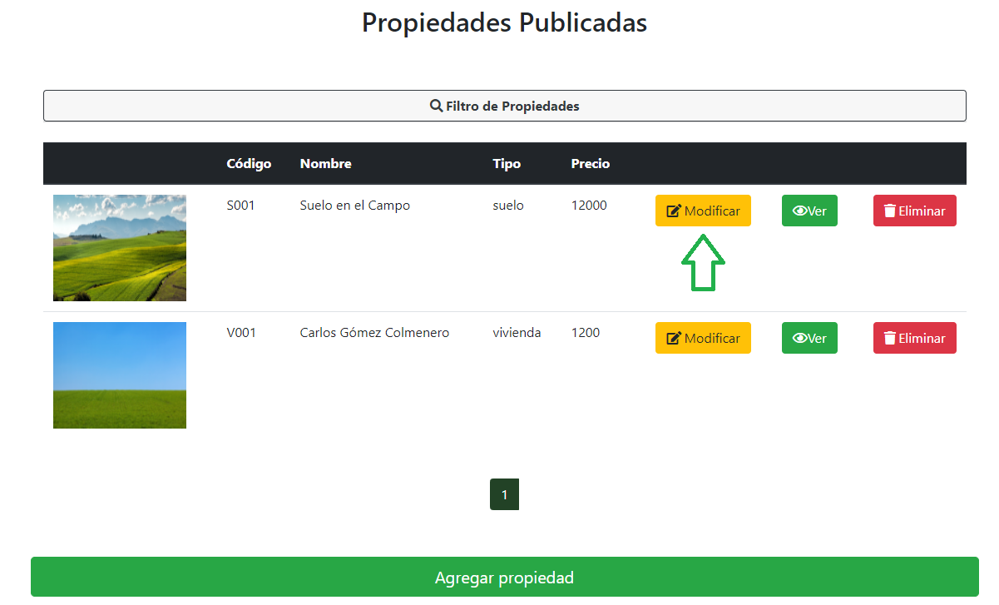 Propiedades Publicadas
Filtro de Propiedades
Código Nombre Tipo Precio
S001 Suelo en el Campo suelo 12000 Modificar Ver Eliminar
V001 Carlos Gómez Colmenero vivienda 1200 Modificar Ver Eliminar
1
Agregar propiedad